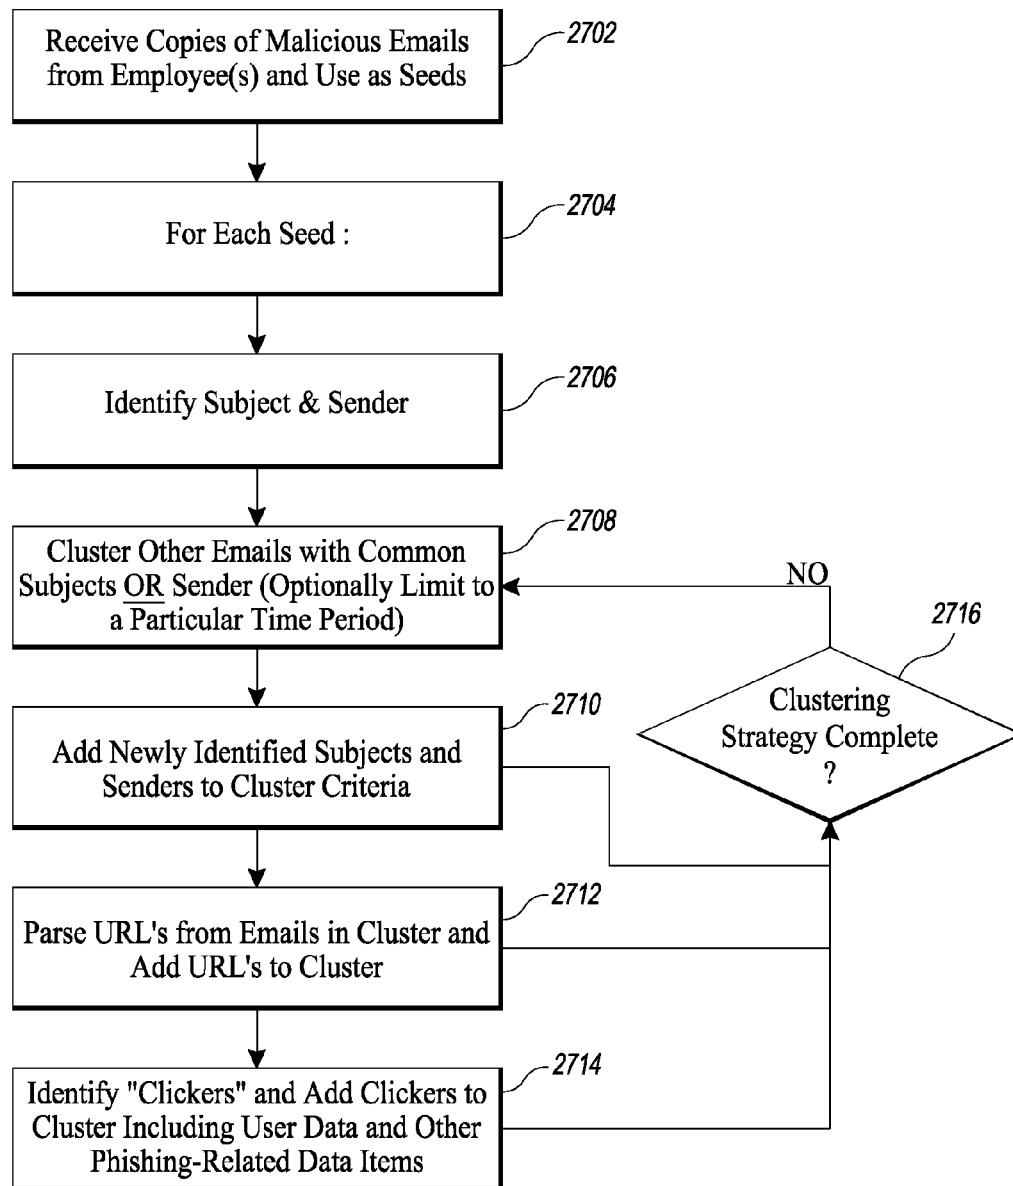 Receive Copies of Malicious Emails
from Employee(s) and Use as Seeds
2702
For Each Seed :
2704
Identify Subject & Sender
2706
Cluster Other Emails with Common
Subjects OR Sender (Optionally Limit to
a Particular Time Period)
2708
NO
2716
Clustering
Strategy Complete
?
Add Newly Identified Subjects and
Senders to Cluster Criteria
2710
Parse URL's from Emails in Cluster and
Add URL's to Cluster
2712
Identify "Clickers" and Add Clickers to
Cluster Including User Data and Other
Phishing-Related Data Items
2714